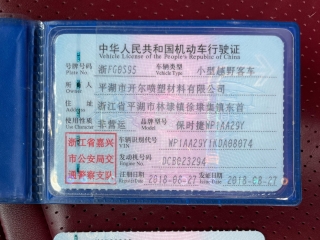 中华人民共和国机动车行驶证
Vehicle License of the People's Republic of China
号牌号码 浙FG0S95 车辆类型 小型越野客车
Plate No. Vehicle Type
所有人 平湖市开尔喷塑材料有限公司
Owner
住址 浙江省平湖市林埭镇徐埭集镇东首
Address
使用性质 非营运 品牌型号 保时捷WP1AA29Y
Use Character Model
浙江省嘉兴 车辆识别代号 WP1AA29Y1KDA08074
市公安局交 VIN
通警察支队 发动机号码 DCB023294
Engine No.
注册日期 2018-08-27 发证日期 2018-08-27
Register Date Issue Date